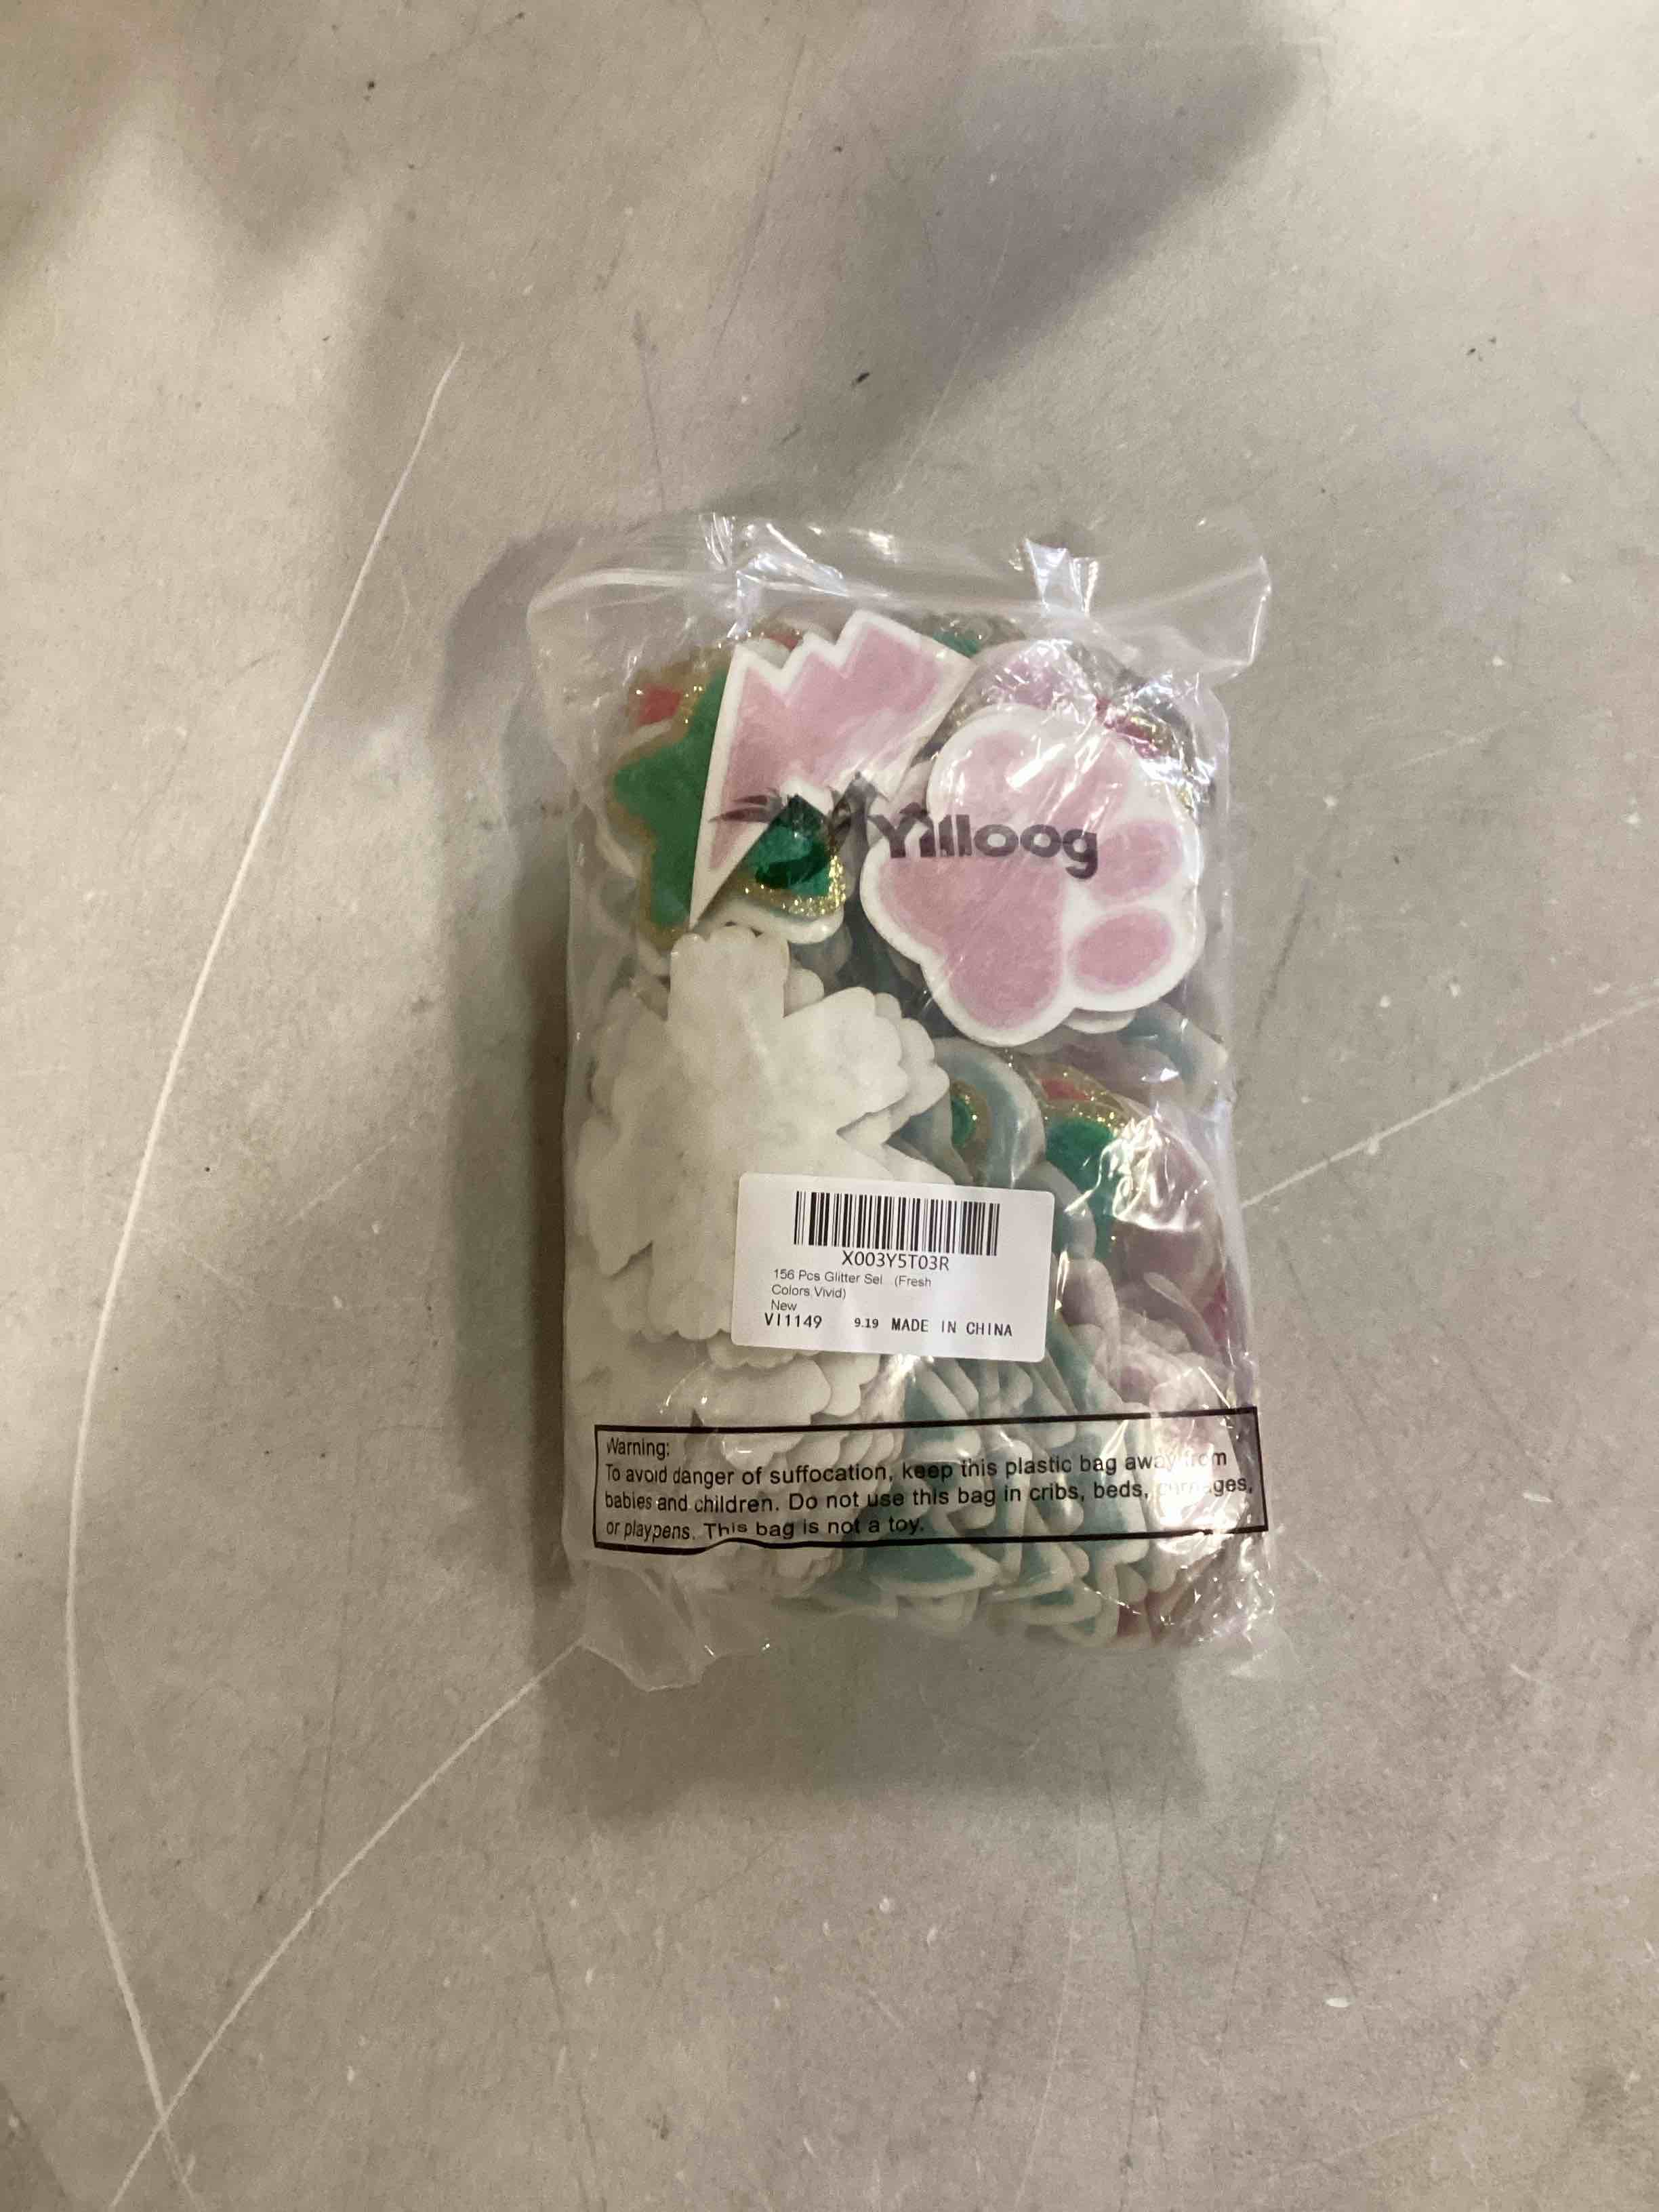 Yilloog
X003Y5T03R
156 Pcs Glitter Sel...(Fresh
Colors,Vivid)
New
VI1149 9.19 MADE IN CHINA
Warning:
To avoid danger of suffocation, keep this plastic bag away from
babies and children. Do not use this bag in cribs, beds, carriages,
or playpens. This bag is not a toy.